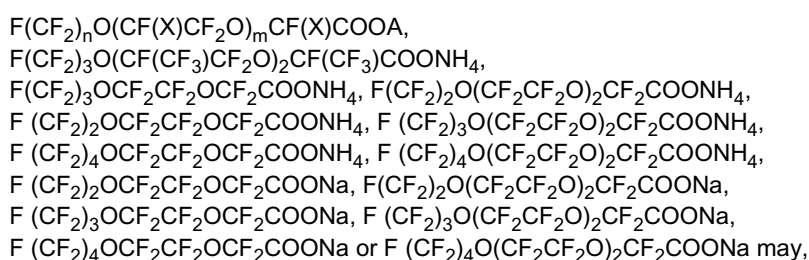 F(CF₂)ₙO(CF(X)CF₂O)ₘCF(X)COOA,
F(CF₂)₃O(CF(CF₃)CF₂O)₂CF(CF₃)COONH₄,
F(CF₂)₃OCF₂CF₂OCF₂COONH₄, F(CF₂)₂O(CF₂CF₂O)₂CF₂COONH₄,
F (CF₂)₂OCF₂CF₂OCF₂COONH₄, F (CF₂)₃O(CF₂CF₂O)₂CF₂COONH₄,
F (CF₂)₄OCF₂CF₂OCF₂COONH₄, F (CF₂)₄O(CF₂CF₂O)₂CF₂COONH₄,
F (CF₂)₂OCF₂CF₂OCF₂COONa, F(CF₂)₂O(CF₂CF₂O)₂CF₂COONa,
F (CF₂)₃OCF₂CF₂OCF₂COONa, F (CF₂)₃O(CF₂CF₂O)₂CF₂COONa,
F (CF₂)₄OCF₂CF₂OCF₂COONa or F (CF₂)₄O(CF₂CF₂O)₂CF₂COONa may,